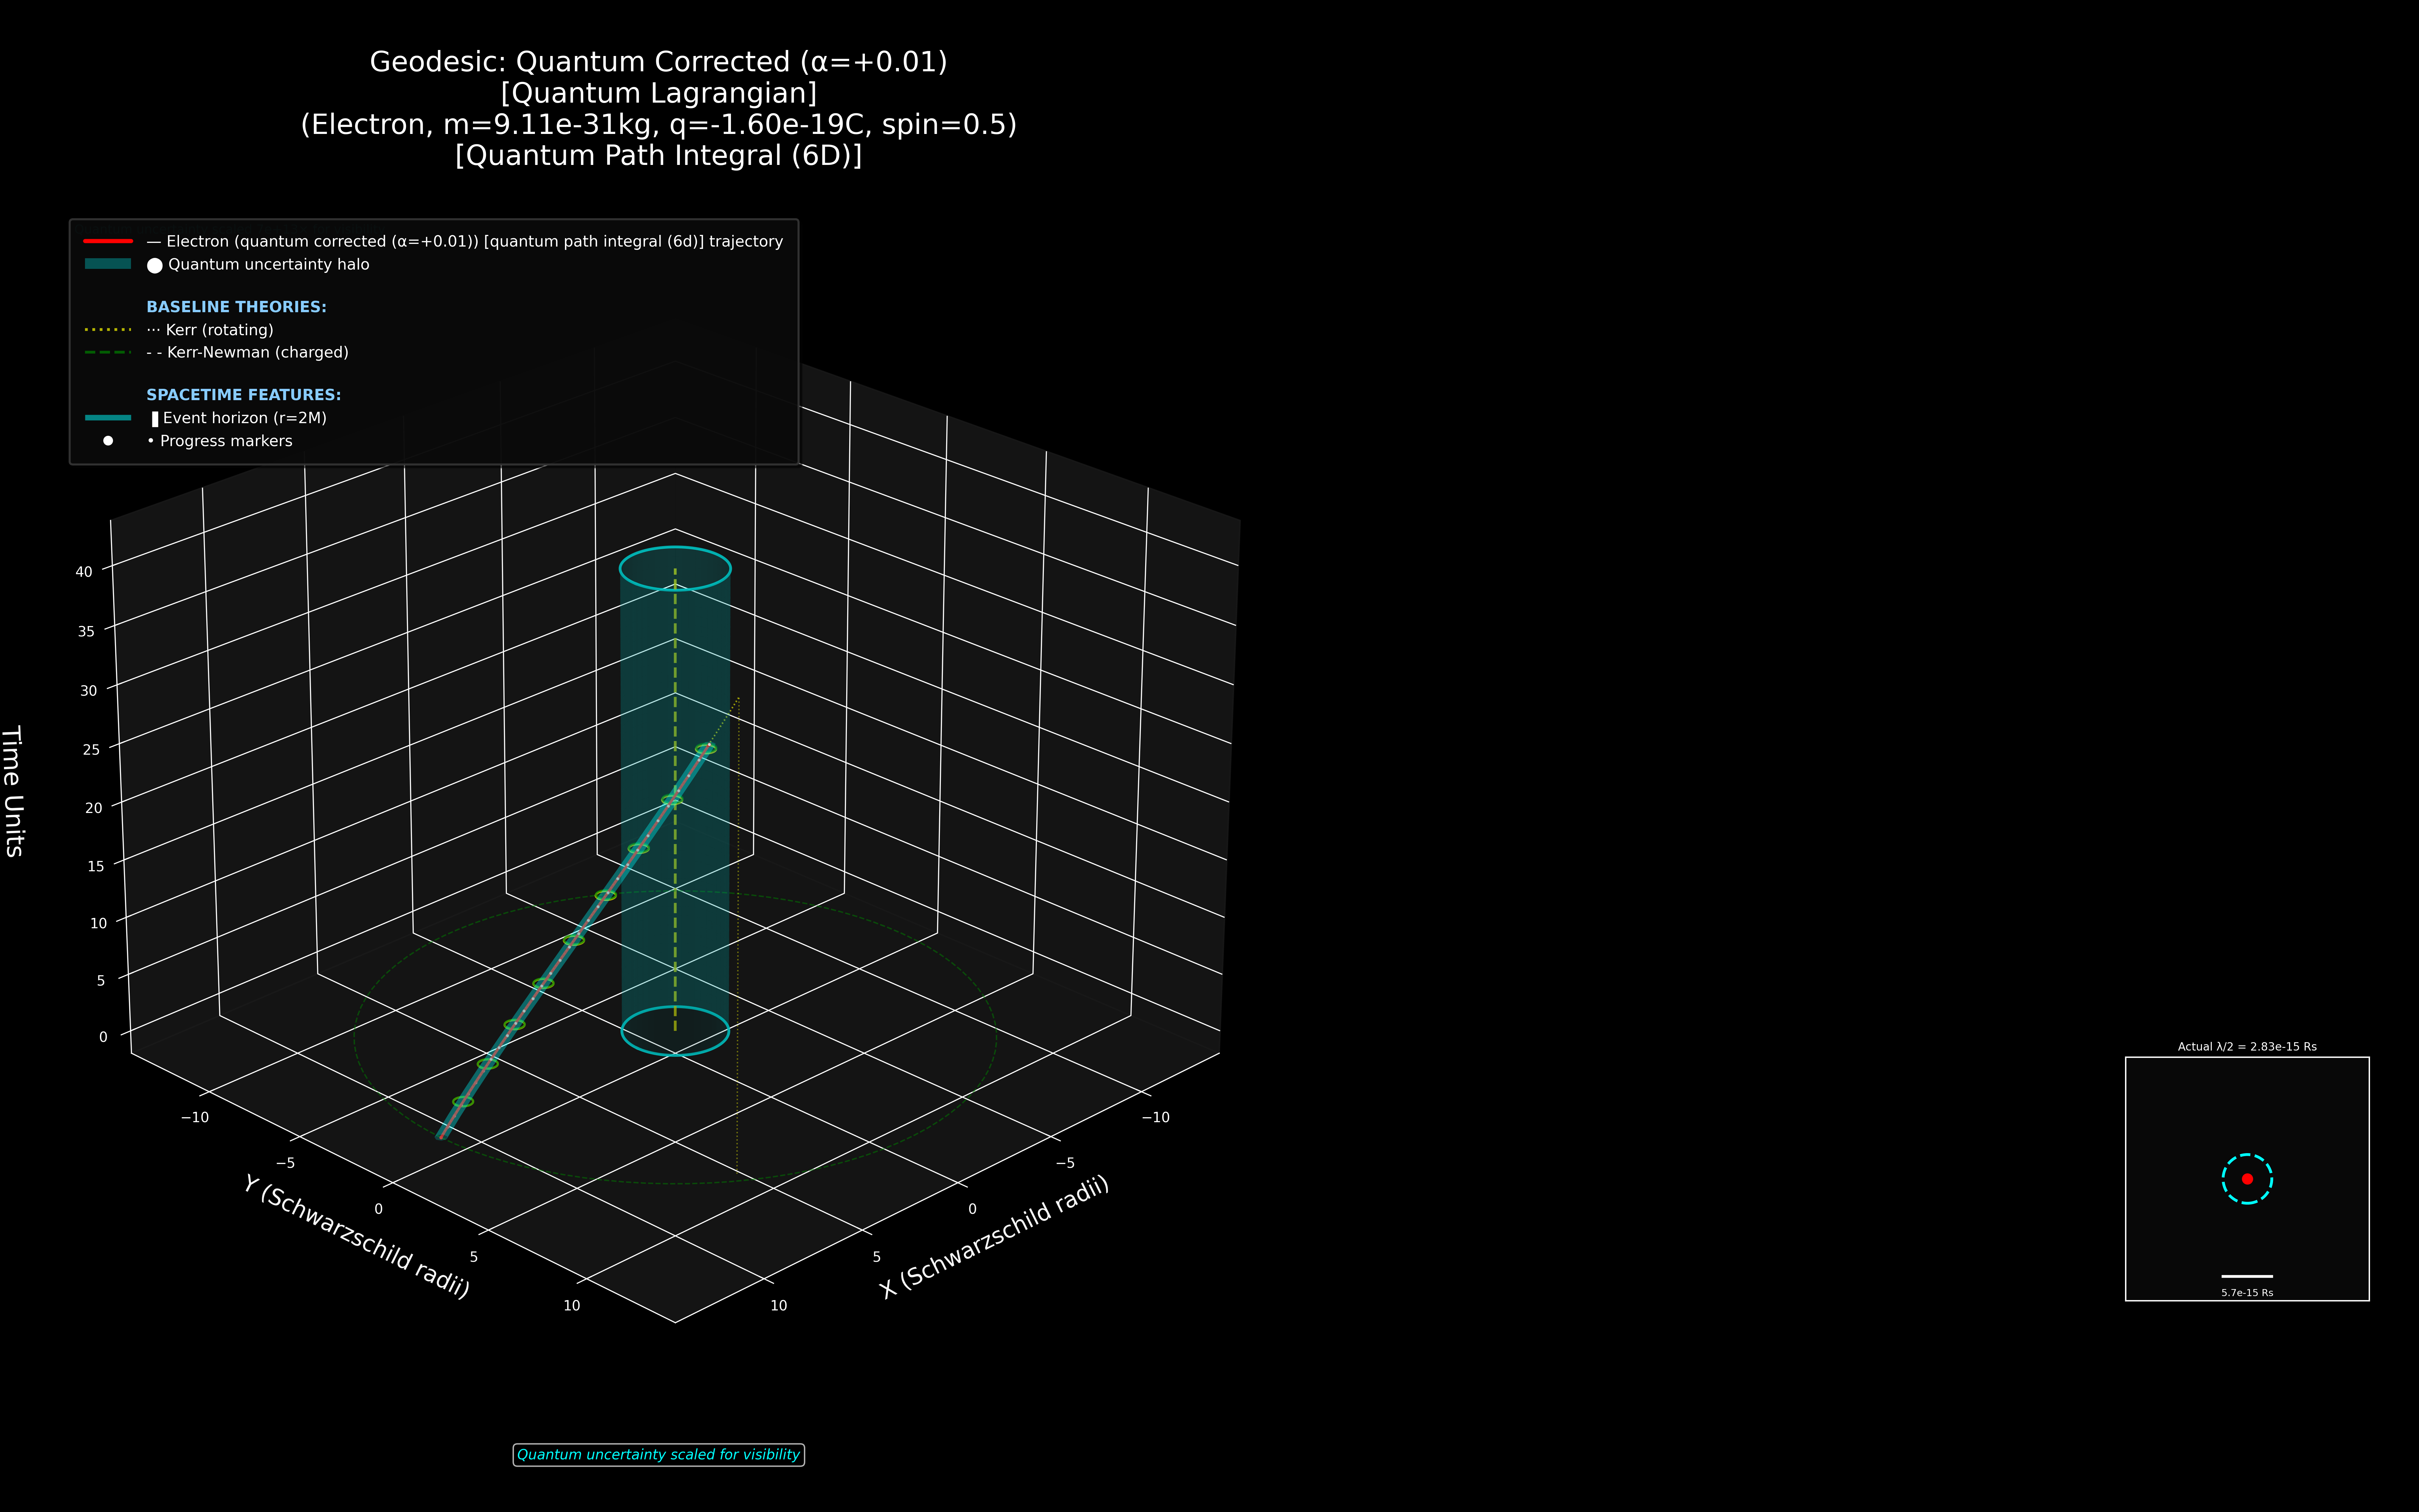 Geodesic: Quantum Corrected (α=+0.01)
[Quantum Lagrangian]
(Electron, m=9.11e-31kg, q=-1.60e-19C, spin=0.5)
[Quantum Path Integral (6D)]
— Electron (quantum corrected (α=+0.01)) [quantum path integral (6d)] trajectory
● Quantum uncertainty halo
BASELINE THEORIES:
··· Kerr (rotating)
- - Kerr-Newman (charged)
SPACETIME FEATURES:
▐ Event horizon (r=2M)
• Progress markers
40
35
30
25
20
15
10
5
0
Time Units
−10
−5
0
5
10
Y (Schwarzschild radii)
−10
−5
0
5
10
X (Schwarzschild radii)
Actual λ/2 = 2.83e-15 Rs
5.7e-15 Rs
Quantum uncertainty scaled for visibility